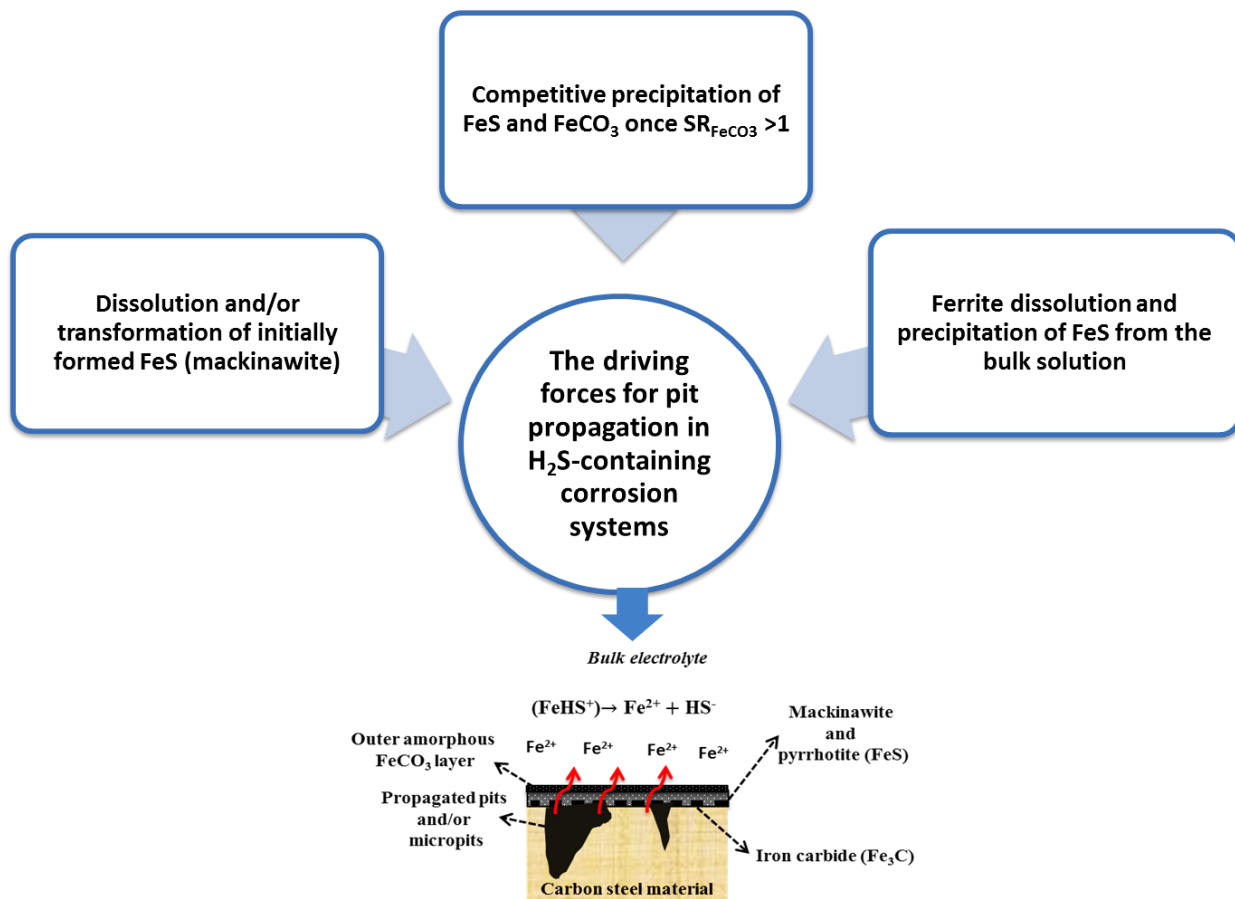 Competitive precipitation of
FeS and FeCO₃ once SR_FeCO3 >1
Dissolution and/or
transformation of initially
formed FeS (mackinawite)
Ferrite dissolution and
precipitation of FeS from the
bulk solution
The driving
forces for pit
propagation in
H₂S-containing
corrosion
systems
Bulk electrolyte
(FeHS⁺)→ Fe²⁺ + HS⁻
Outer amorphous
FeCO₃ layer
Fe²⁺ Fe²⁺ Fe²⁺ Fe²⁺
Mackinawite
and
pyrrhotite (FeS)
Propagated pits
and/or
micropits
Iron carbide (Fe₃C)
Carbon steel material